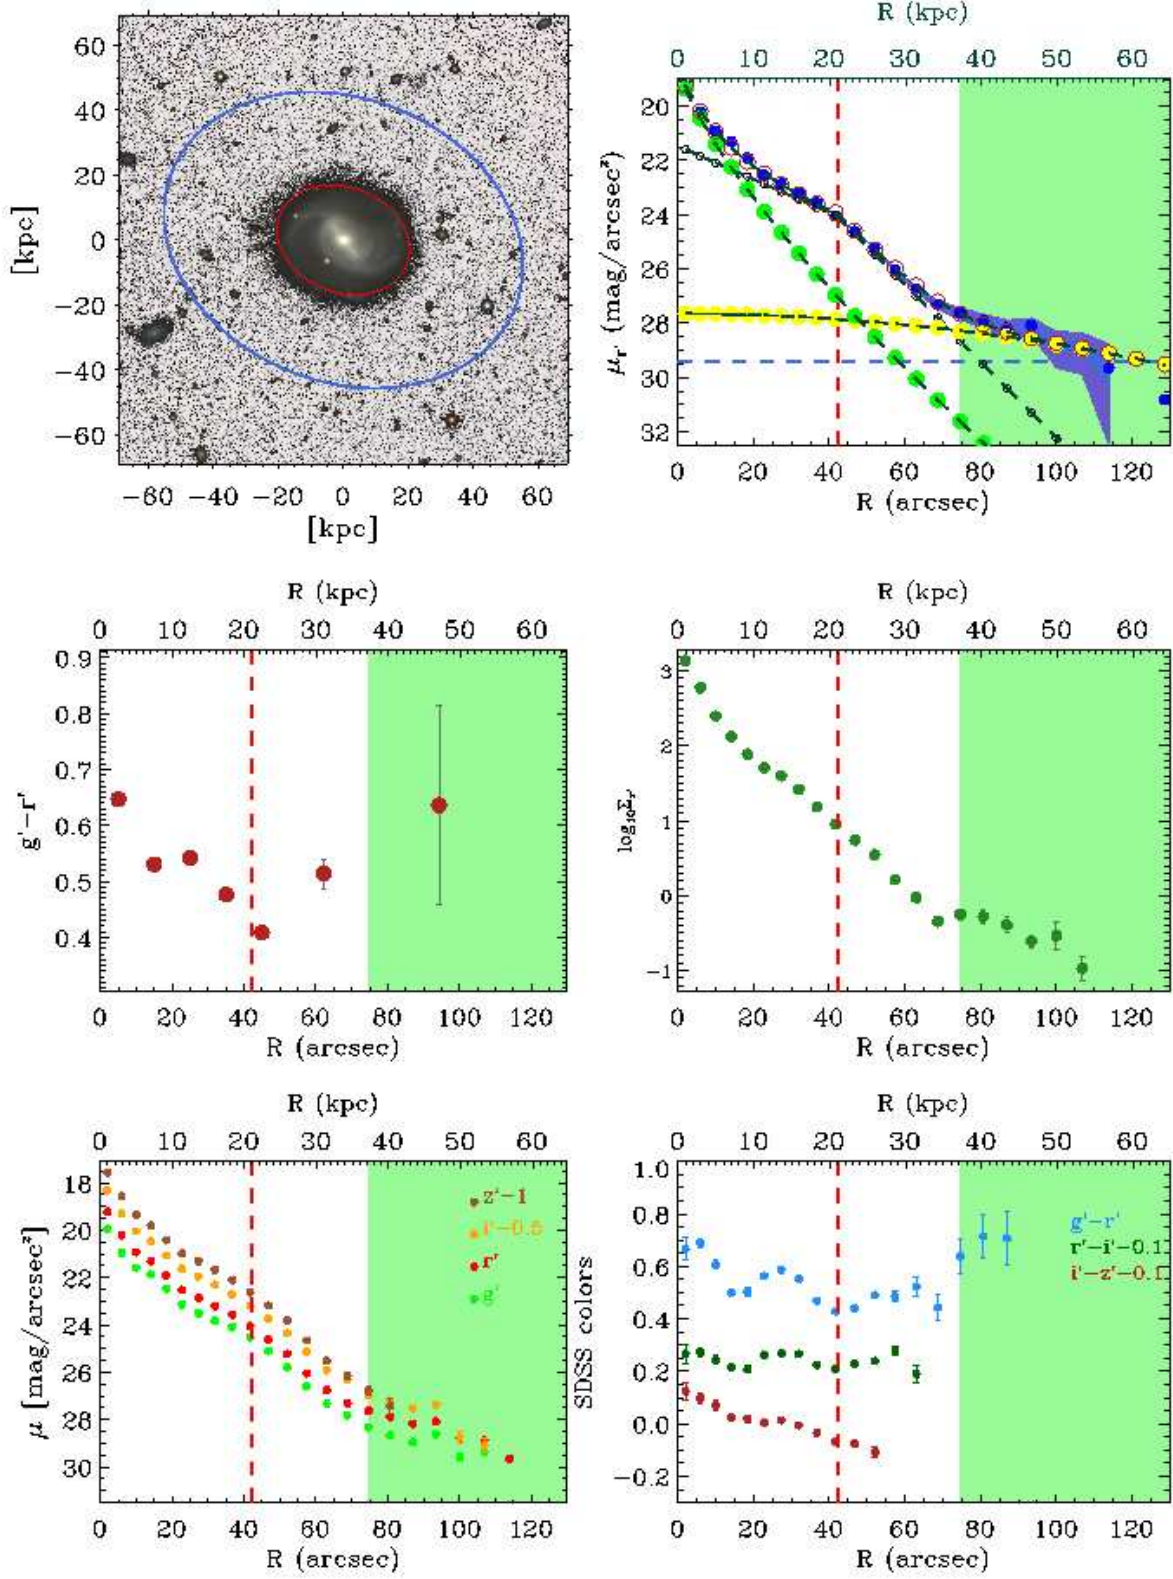 R (kpc)
0 10 20 30 40 50 60
60
40
20
0
−20
−40
−60
[kpc]
−60 −40 −20 0 20 40 60
[kpc]
20
22
24
26
28
30
32
μr' (mag/arcsec²)
0 20 40 60 80 100 120
R (arcsec)
R (kpc)
0 10 20 30 40 50 60
0.9
0.8
0.7
0.6
0.5
0.4
g'−r'
0 20 40 60 80 100 120
R (arcsec)
R (kpc)
0 10 20 30 40 50 60
3
2
1
0
−1
log₁₀Σr'
0 20 40 60 80 100 120
R (arcsec)
R (kpc)
0 10 20 30 40 50 60
18
20
22
24
26
28
30
μ [mag/arcsec²]
z'−1
i'−0.5
r'
g'
0 20 40 60 80 100 120
R (arcsec)
R (kpc)
0 10 20 30 40 50 60
1.0
0.8
0.6
0.4
0.2
0.0
−0.2
SDSS colors
g'−r'
r'−i'−0.1
i'−z'−0.1
0 20 40 60 80 100 120
R (arcsec)